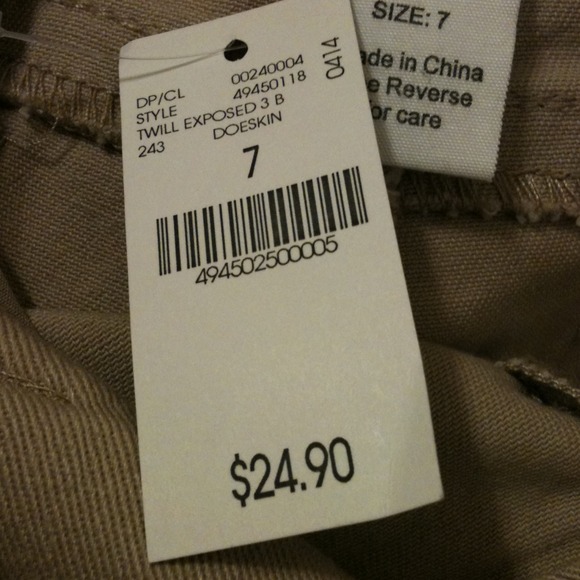 DP/CL 00240004
STYLE 49450118
TWILL EXPOSED 3 B
243 DOESKIN
0414
7
494502500005
$24.90
SIZE: 7
de in China
e Reverse
or care